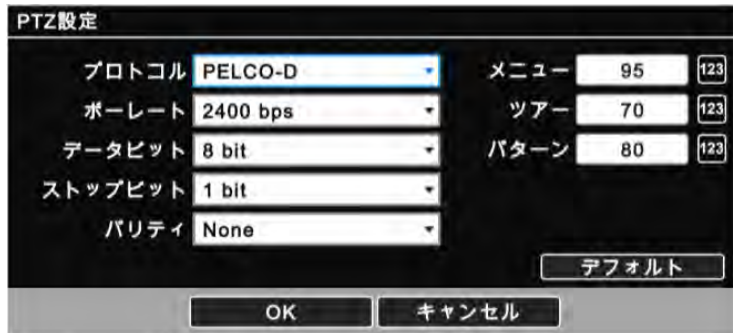 PTZ設定
プロトコル PELCO-D メニュー 95 123
ボーレート 2400 bps ツアー 70 123
データビット 8 bit パターン 80 123
ストップビット 1 bit
パリティ None
デフォルト
OK キャンセル